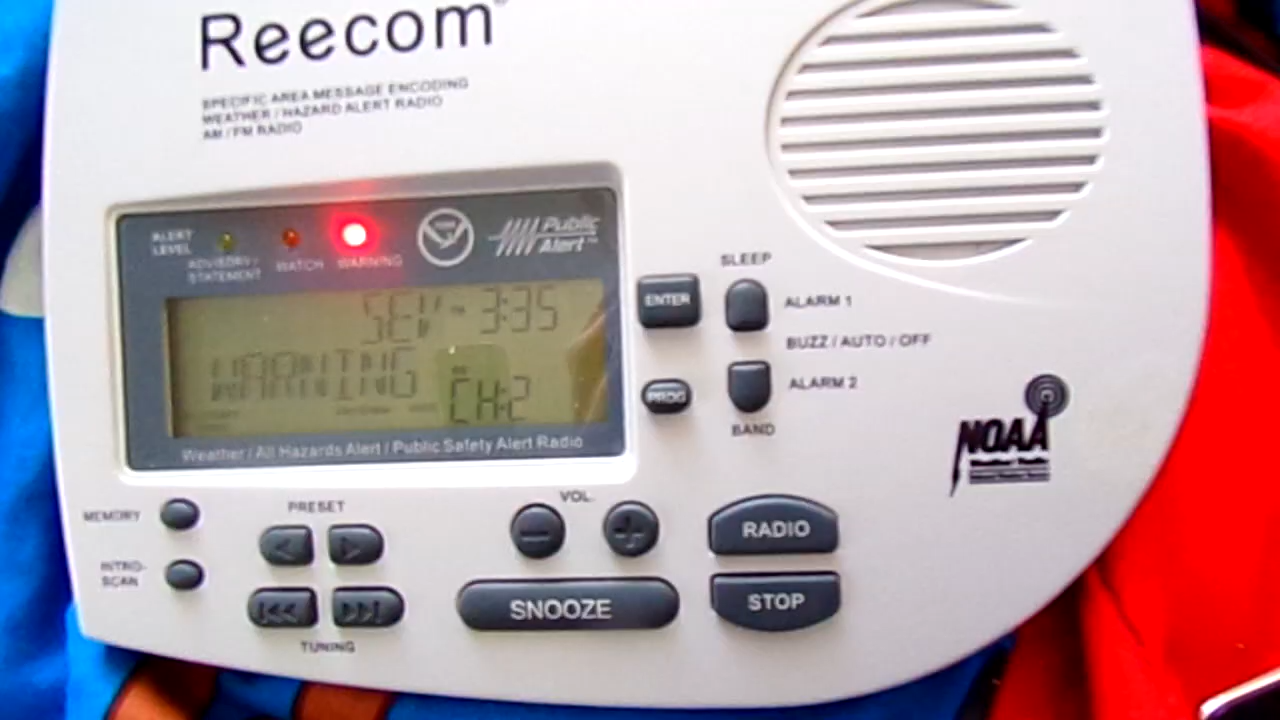 Reecom
SPECIFIC AREA MESSAGE ENCODING
WEATHER / HAZARD ALERT RADIO
AM / FM RADIO
ALERT LEVEL
ADVISORY / STATEMENT
WATCH
WARNING
Public Alert™
SEV PM 3:35
WARNING
CH:2
Weather / All Hazards Alert / Public Safety Alert Radio
ENTER
PROG
SLEEP
ALARM 1
BUZZ / AUTO / OFF
ALARM 2
BAND
NOAA
MEMORY
INTRO-SCAN
PRESET
TUNING
VOL.
SNOOZE
RADIO
STOP